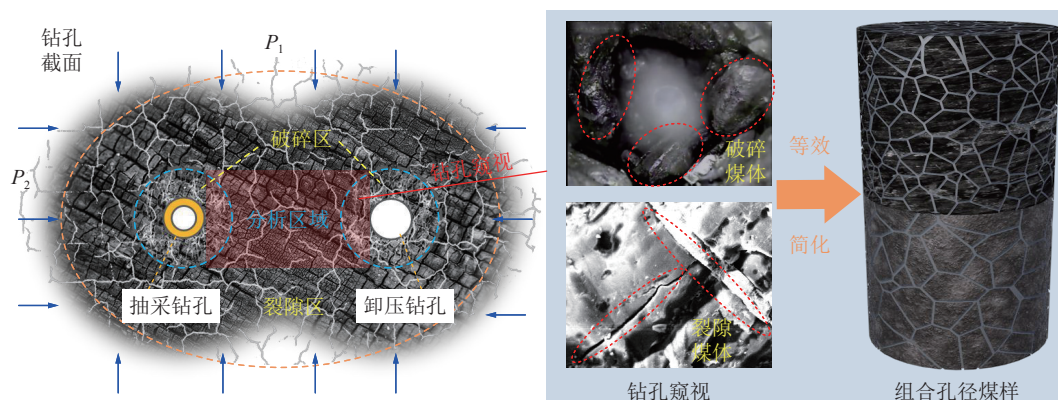 钻孔
截面
P₁
P₂
破碎区
钻孔窥视
分析区域
抽采钻孔
裂隙区
卸压钻孔
破碎
煤体
裂隙
煤体
钻孔窥视
等效
简化
组合孔径煤样